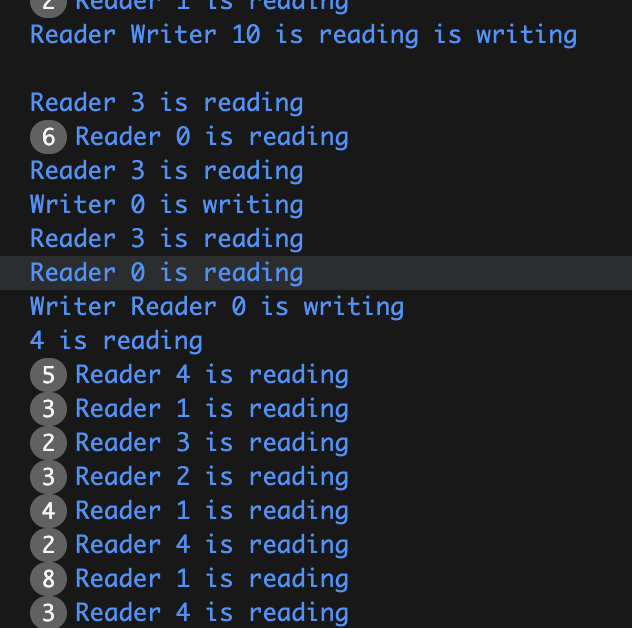 2 Reader 1 is reading
Reader Writer 10 is reading is writing
Reader 3 is reading
6 Reader 0 is reading
Reader 3 is reading
Writer 0 is writing
Reader 3 is reading
Reader 0 is reading
Writer Reader 0 is writing
4 is reading
5 Reader 4 is reading
3 Reader 1 is reading
2 Reader 3 is reading
3 Reader 2 is reading
4 Reader 1 is reading
2 Reader 4 is reading
8 Reader 1 is reading
3 Reader 4 is reading